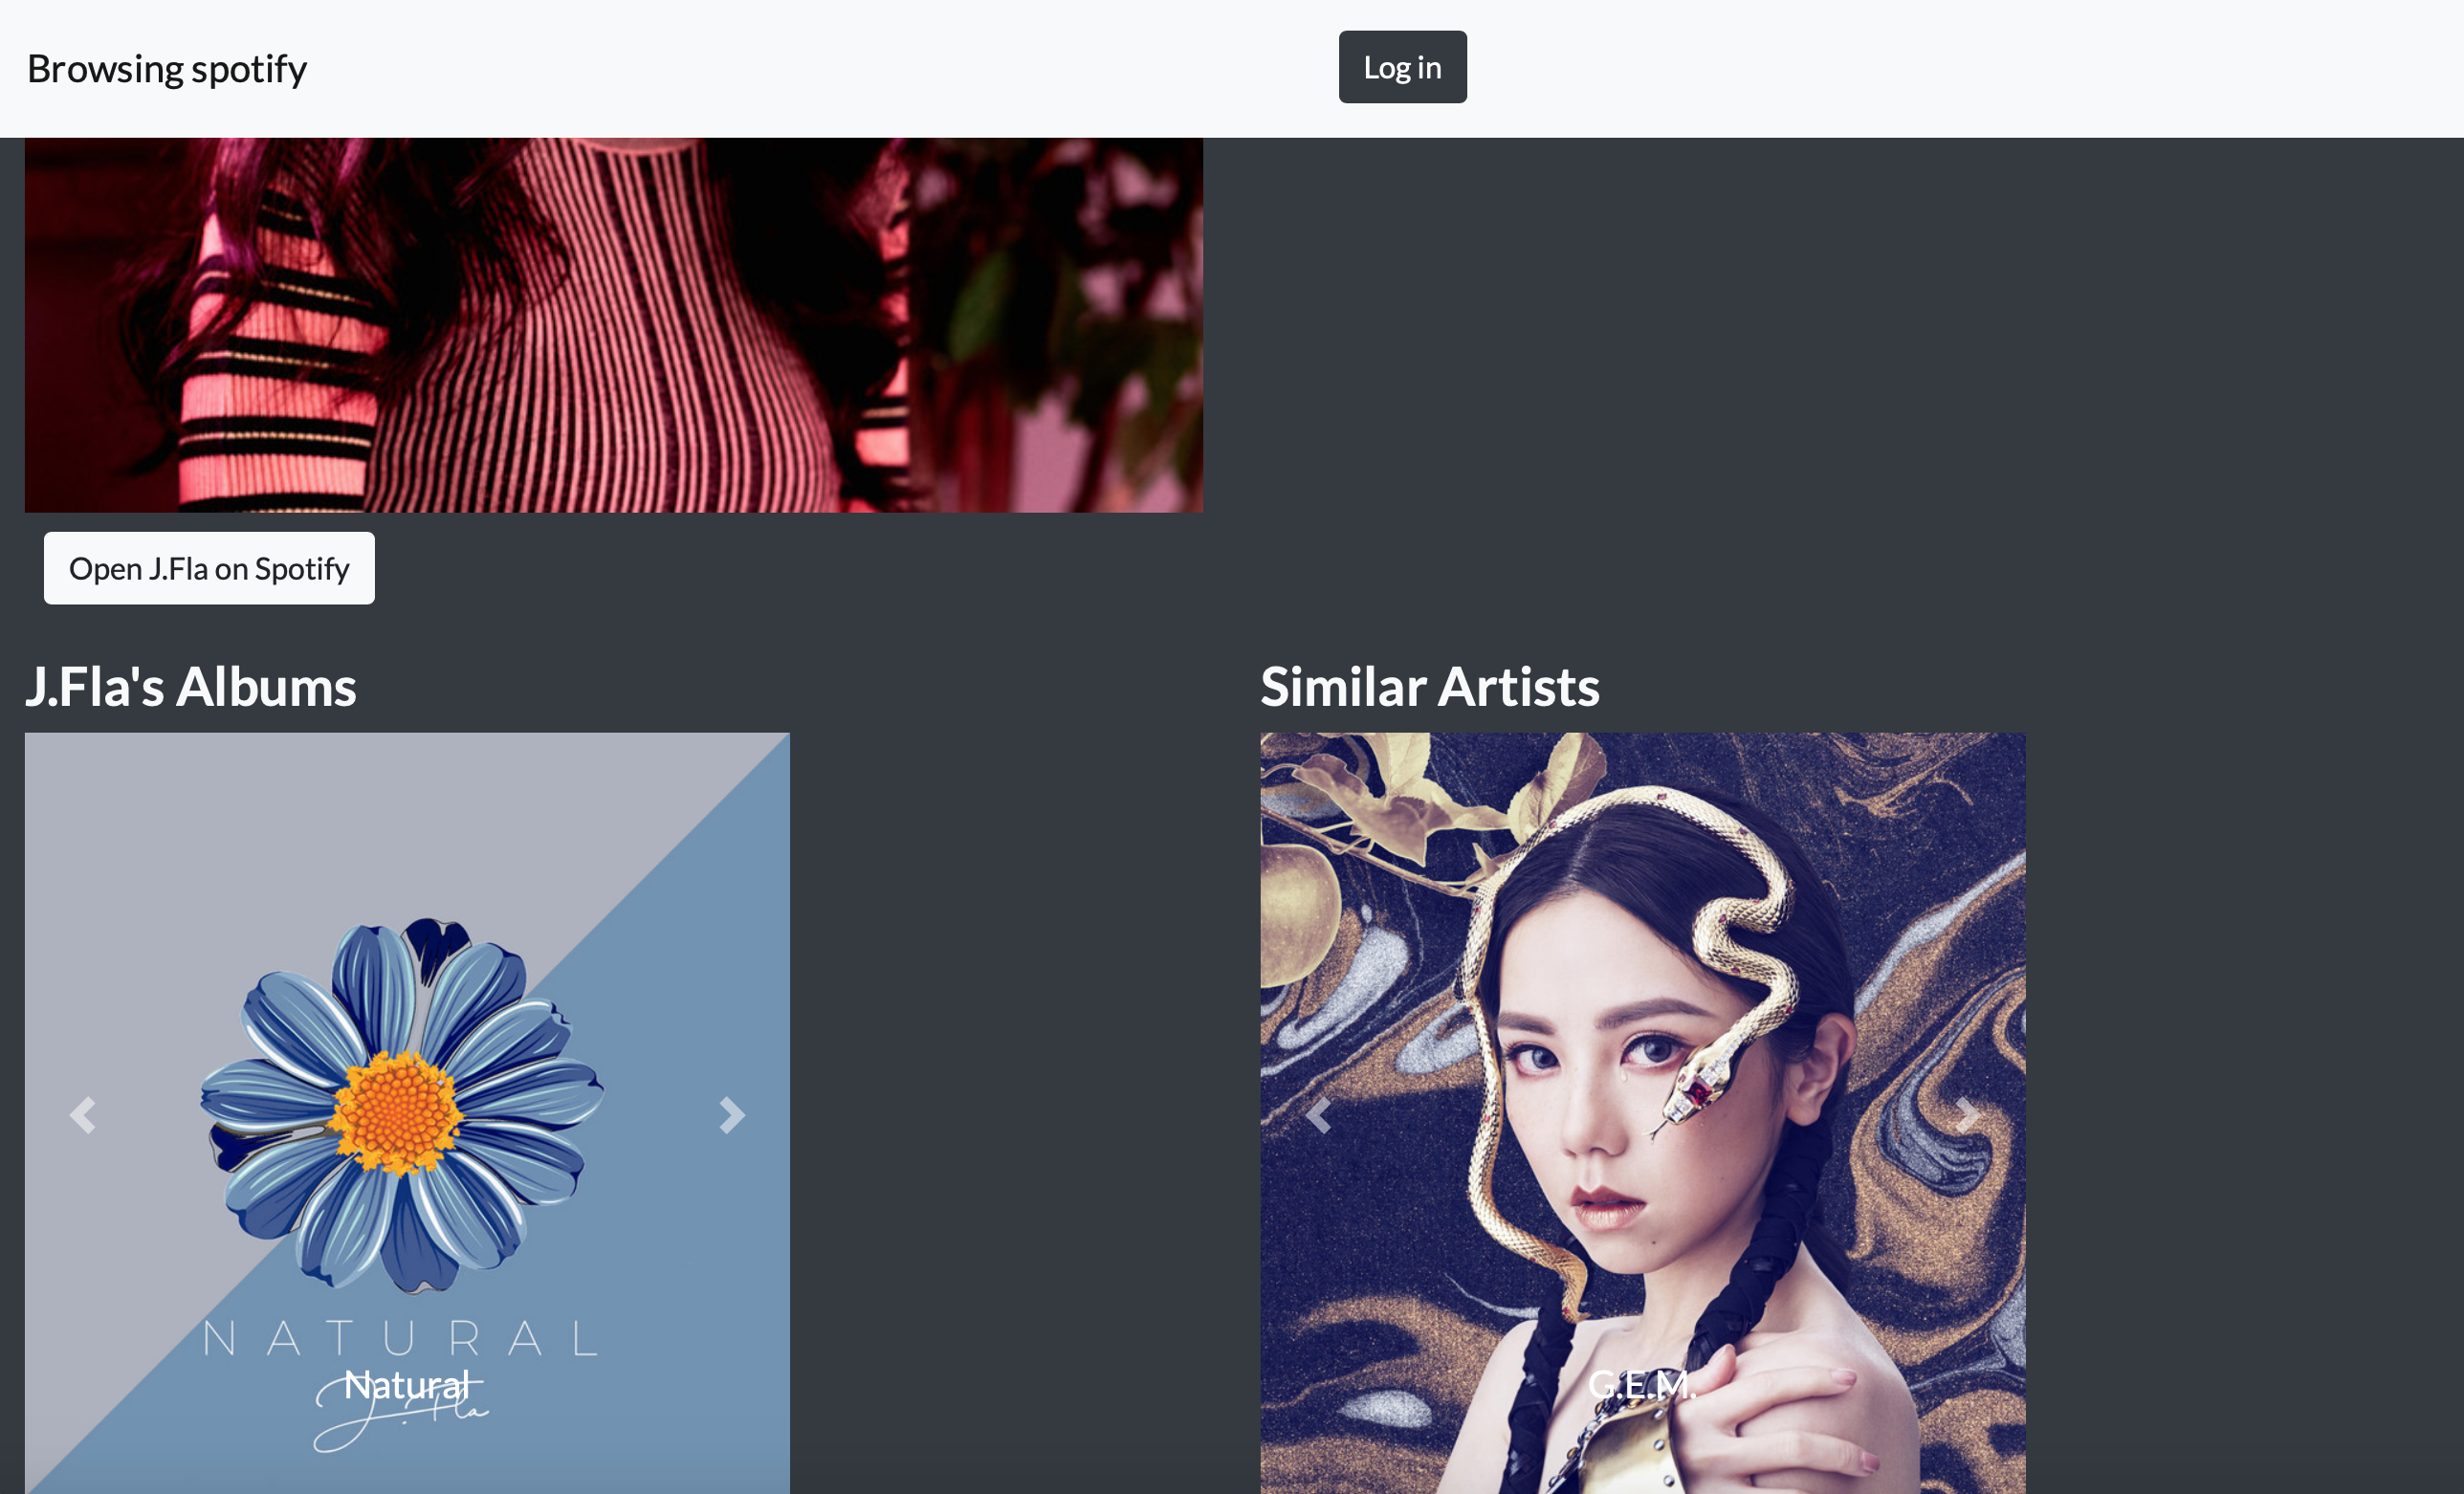 Browsing spotify
Log in
Open J.Fla on Spotify
J.Fla's Albums
Similar Artists
NATURAL
Natural
J.Fla
G.E.M.